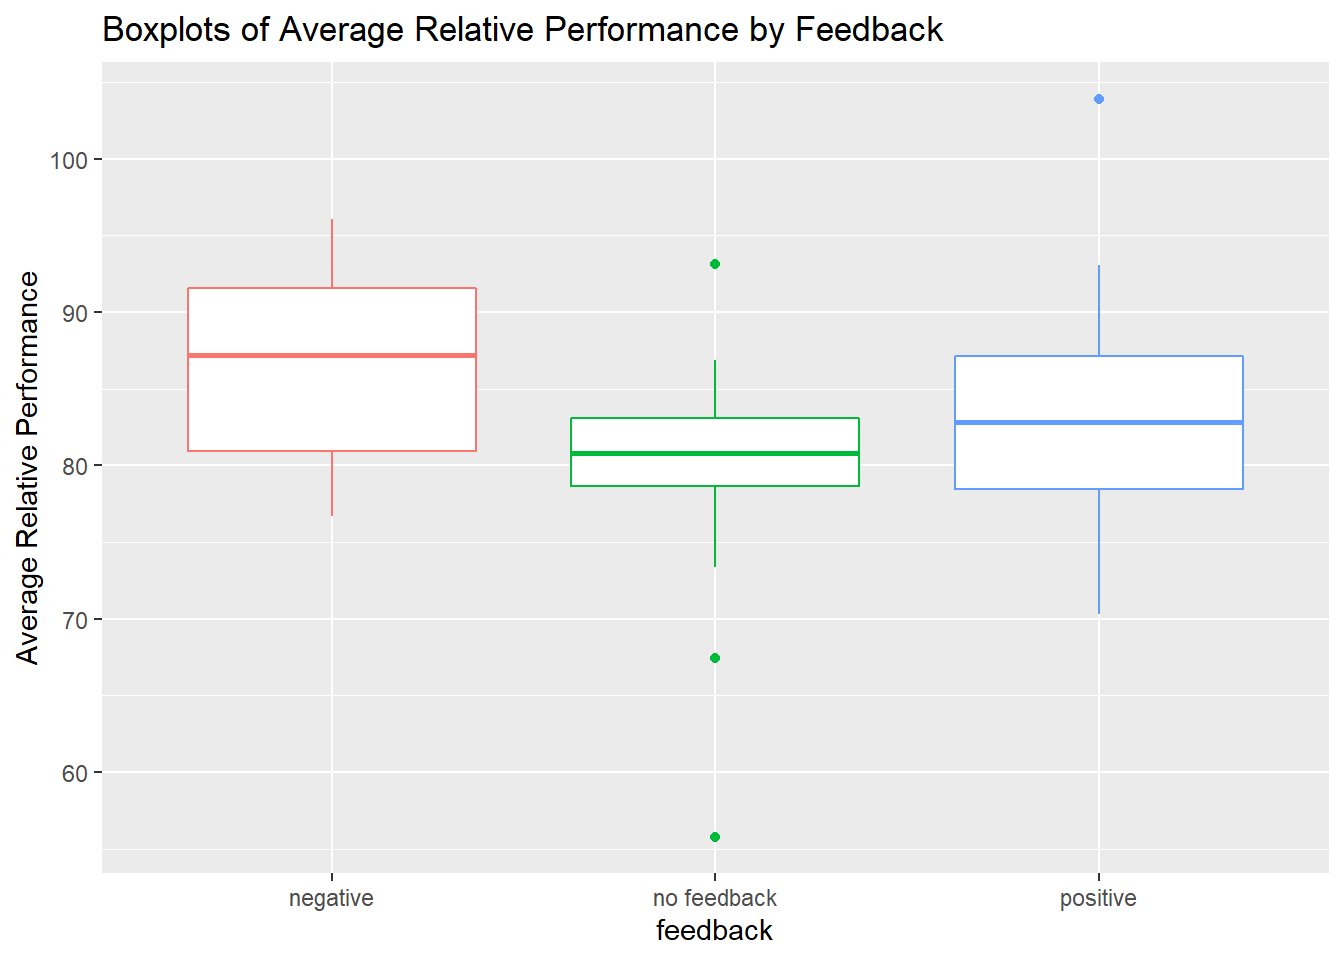 Boxplots of Average Relative Performance by Feedback
Average Relative Performance
100
90
80
70
60
negative
no feedback
positive
feedback